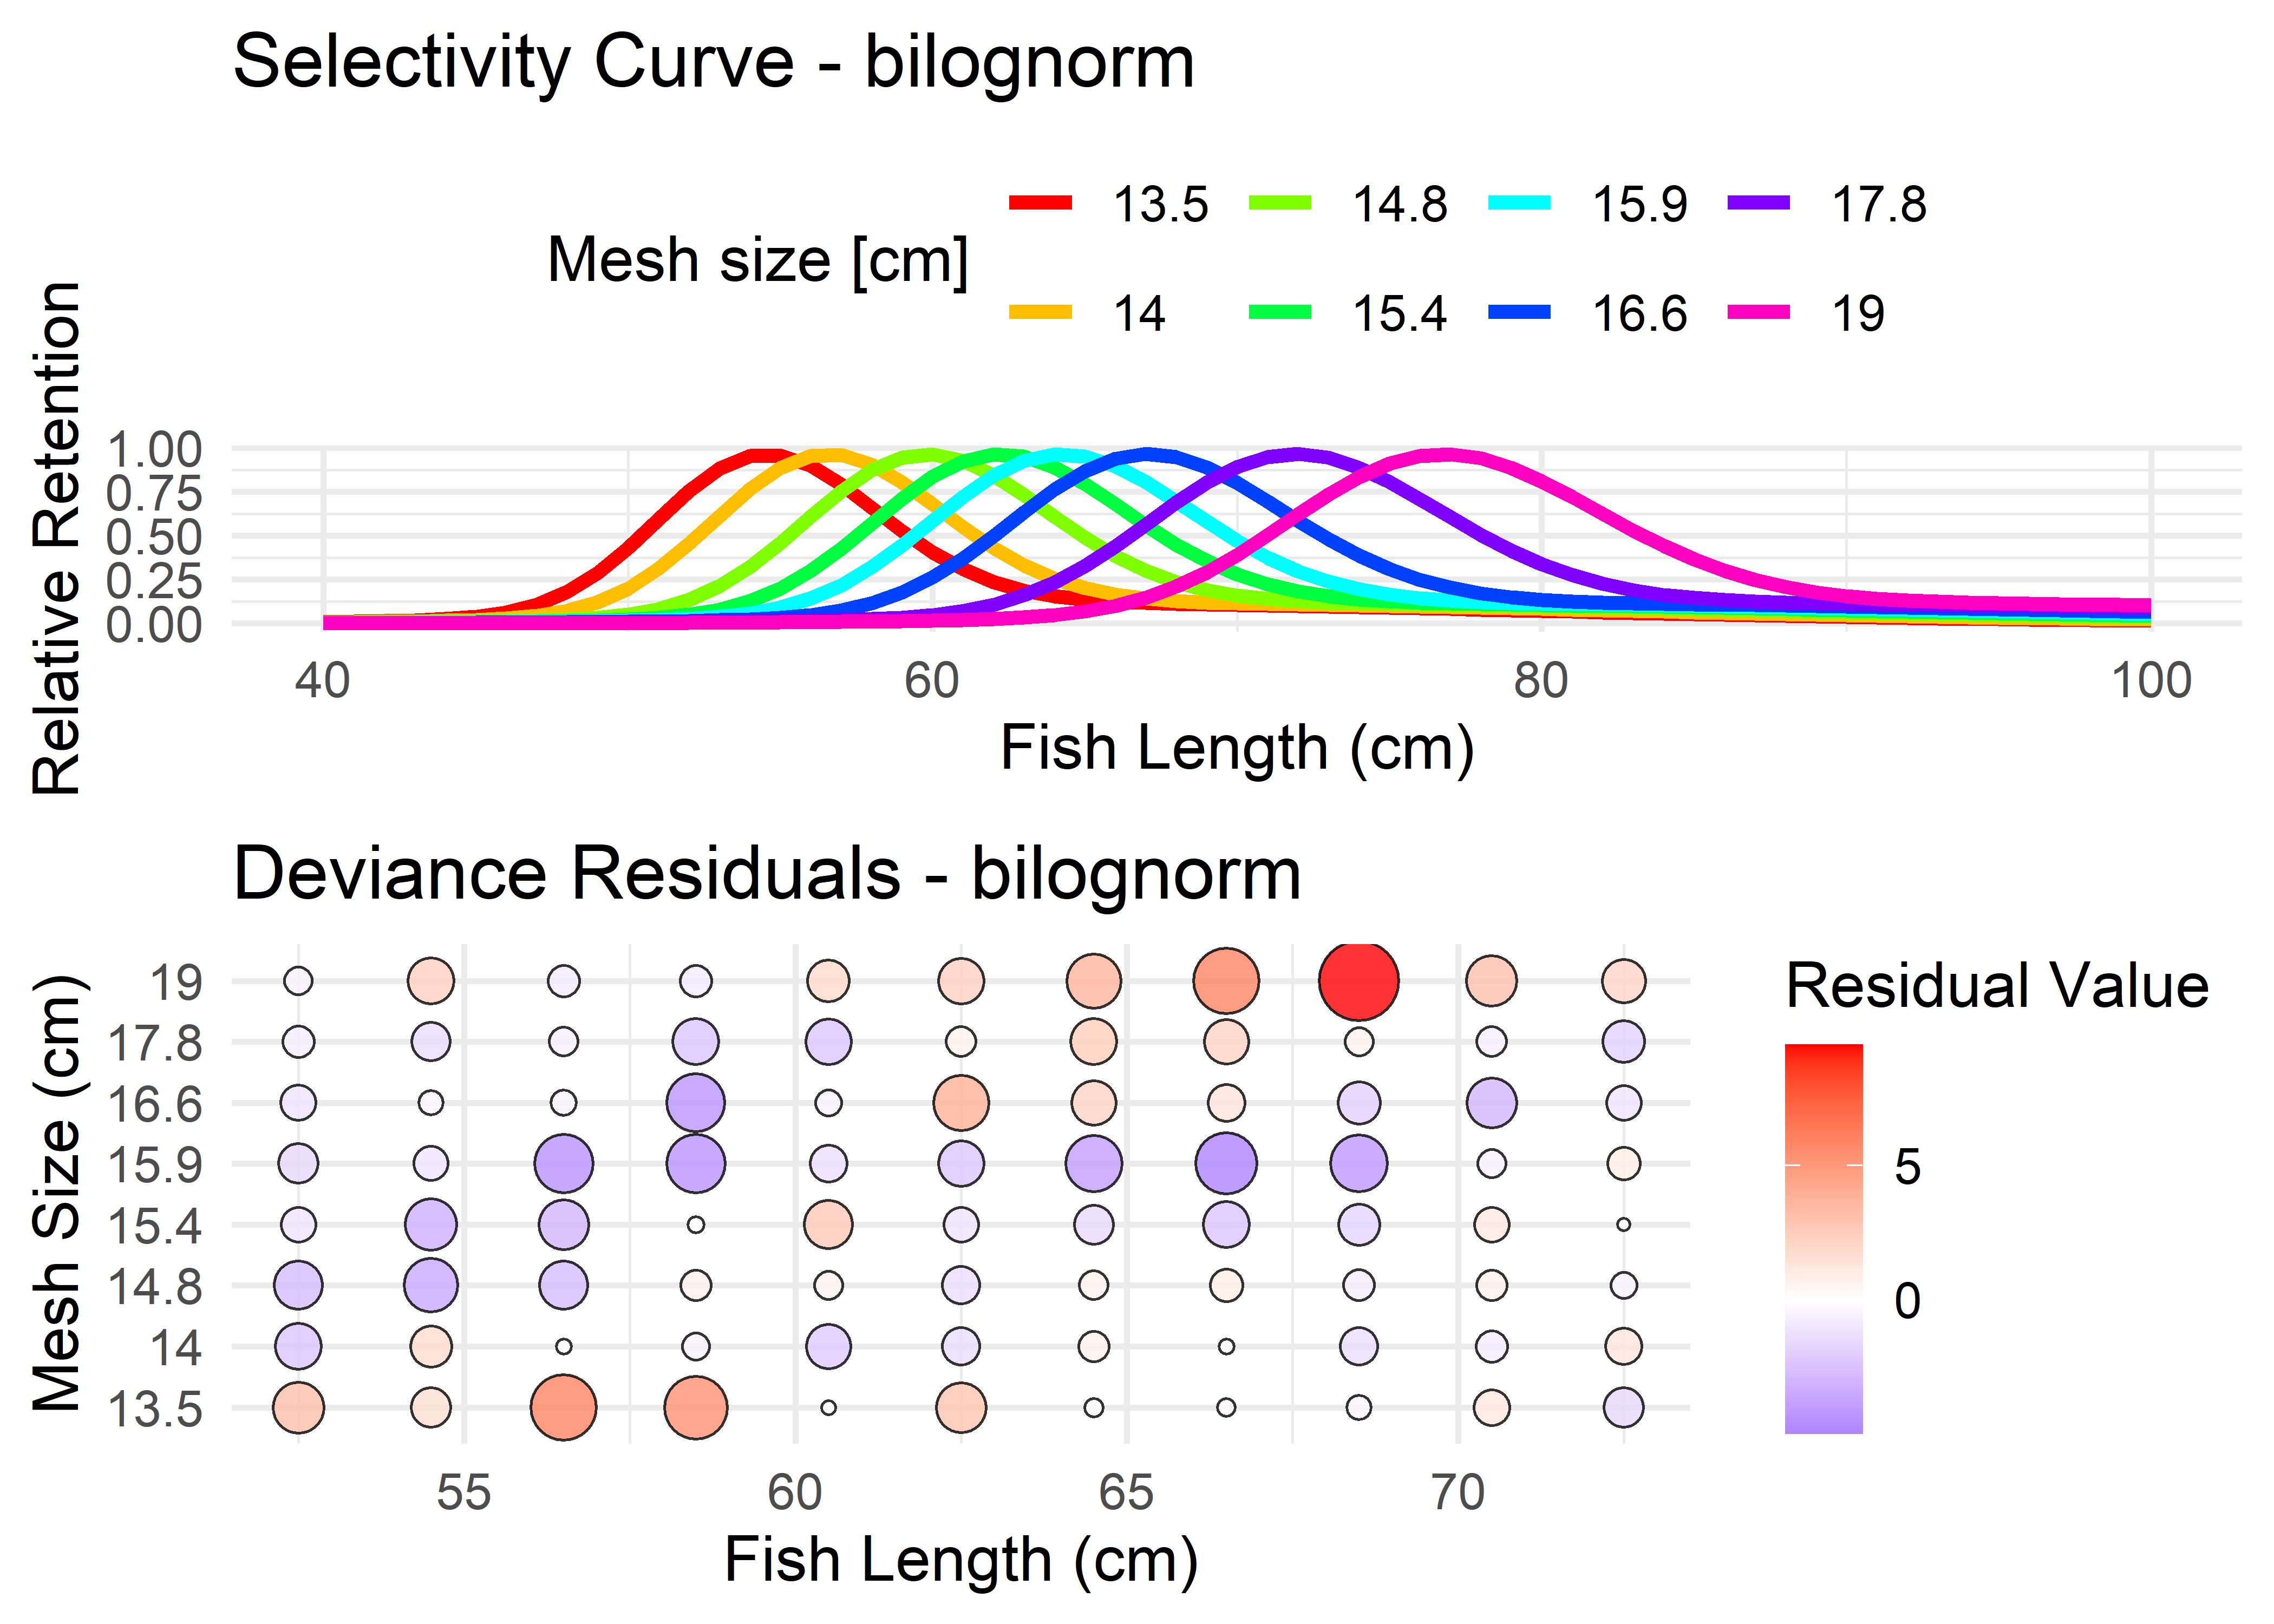 Selectivity Curve - bilognorm
Mesh size [cm]
13.5 14.8 15.9 17.8
14 15.4 16.6 19
Relative Retention
1.00
0.75
0.50
0.25
0.00
40 60 80 100
Fish Length (cm)
Deviance Residuals - bilognorm
Mesh Size (cm)
19
17.8
16.6
15.9
15.4
14.8
14
13.5
55 60 65 70
Fish Length (cm)
Residual Value
5
0